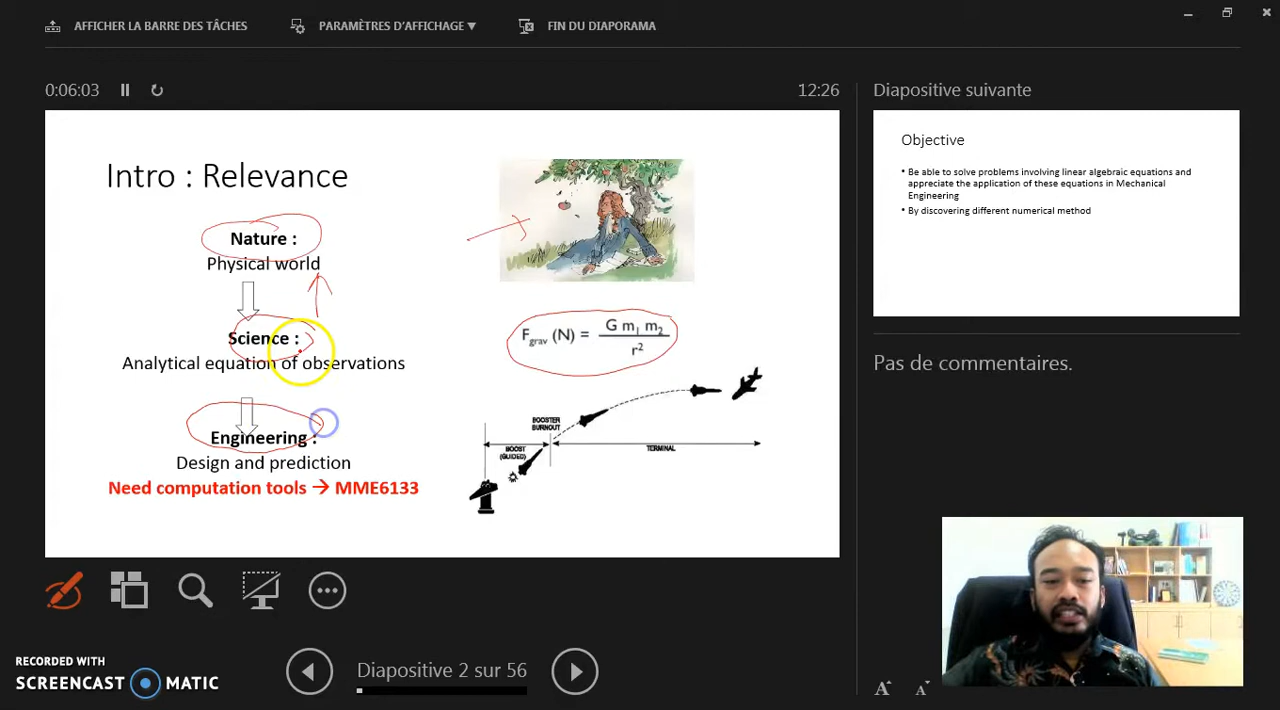 AFFICHER LA BARRE DES TÂCHES
PARAMÈTRES D'AFFICHAGE ▼
FIN DU DIAPORAMA
0:06:03
12:26
Diapositive suivante
Intro : Relevance
Nature :
Physical world
Science :
Analytical equation of observations
Engineering :
Design and prediction
Need computation tools → MME6133
F_grav (N) = G m₁ m₂ / r²
BOOSTER
BURNOUT
BOOST
(GUIDED)
TERMINAL
Objective
• Be able to solve problems involving linear algebraic equations and
appreciate the application of these equations in Mechanical
Engineering
• By discovering different numerical method
Pas de commentaires.
Diapositive 2 sur 56
RECORDED WITH
SCREENCAST MATIC
A A